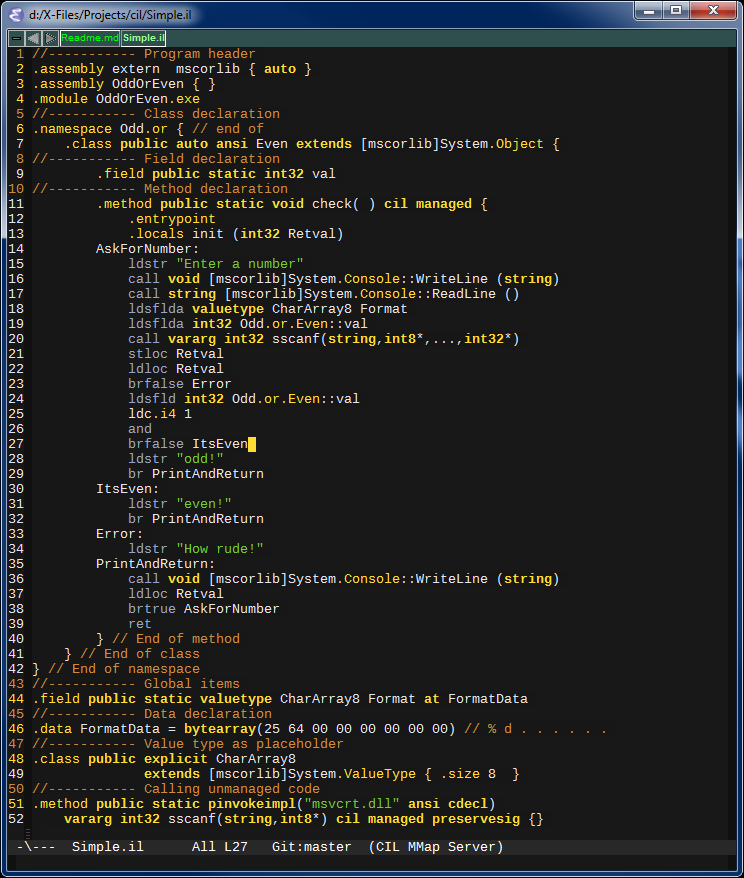 d:/X-Files/Projects/cil/Simple.il
Readme.md Simple.il
1 //----------- Program header
2 .assembly extern  mscorlib { auto }
3 .assembly OddOrEven { }
4 .module OddOrEven.exe
5 //----------- Class declaration
6 .namespace Odd.or { // end of
7     .class public auto ansi Even extends [mscorlib]System.Object {
8 //----------- Field declaration
9         .field public static int32 val
10 //----------- Method declaration
11         .method public static void check( ) cil managed {
12             .entrypoint
13             .locals init (int32 Retval)
14         AskForNumber:
15             ldstr "Enter a number"
16             call void [mscorlib]System.Console::WriteLine (string)
17             call string [mscorlib]System.Console::ReadLine ()
18             ldsflda valuetype CharArray8 Format
19             ldsflda int32 Odd.or.Even::val
20             call vararg int32 sscanf(string,int8*,...,int32*)
21             stloc Retval
22             ldloc Retval
23             brfalse Error
24             ldsfld int32 Odd.or.Even::val
25             ldc.i4 1
26             and
27             brfalse ItsEven
28             ldstr "odd!"
29             br PrintAndReturn
30         ItsEven:
31             ldstr "even!"
32             br PrintAndReturn
33         Error:
34             ldstr "How rude!"
35         PrintAndReturn:
36             call void [mscorlib]System.Console::WriteLine (string)
37             ldloc Retval
38             brtrue AskForNumber
39             ret
40         } // End of method
41     } // End of class
42 } // End of namespace
43 //----------- Global items
44 .field public static valuetype CharArray8 Format at FormatData
45 //----------- Data declaration
46 .data FormatData = bytearray(25 64 00 00 00 00 00 00) // % d . . . . . .
47 //----------- Value type as placeholder
48 .class public explicit CharArray8
49               extends [mscorlib]System.ValueType { .size 8  }
50 //----------- Calling unmanaged code
51 .method public static pinvokeimpl("msvcrt.dll" ansi cdecl)
52     vararg int32 sscanf(string,int8*) cil managed preservesig {}
-\---  Simple.il      All L27   Git:master  (CIL MMap Server)